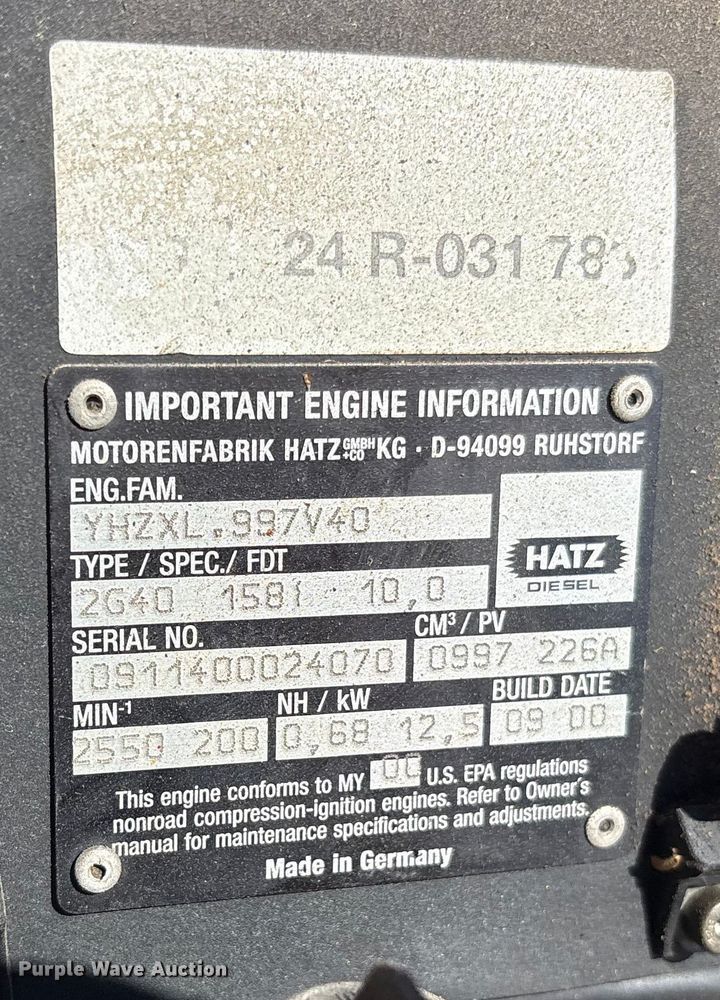 24 R-031 78
IMPORTANT ENGINE INFORMATION
MOTORENFABRIK HATZ GMBH +CO KG · D-94099 RUHSTORF
ENG.FAM.
YHZXL.997V40
TYPE / SPEC./ FDT
2G40 158I 10,0
HATZ
DIESEL
SERIAL NO.
0911400024070
CM³ / PV
0997 226A
MIN-1
2550 200
NH / kW
0,68 12,5
BUILD DATE
09 00
This engine conforms to MY 00 U.S. EPA regulations
nonroad compression-ignition engines. Refer to Owner's
manual for maintenance specifications and adjustments.
Made in Germany
Purple Wave Auction